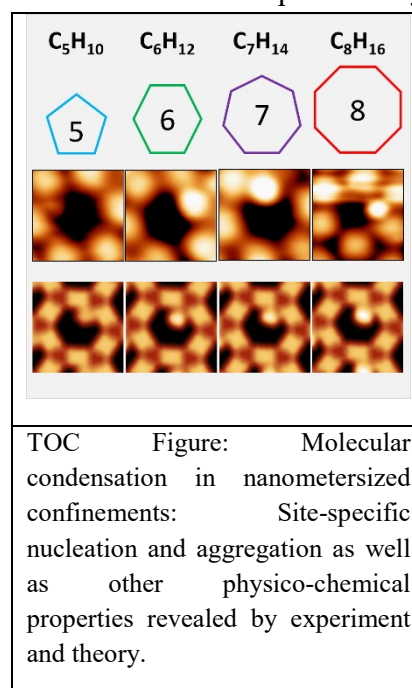 C₅H₁₀ C₆H₁₂ C₇H₁₄ C₈H₁₆
5 6 7 8
TOC Figure: Molecular
condensation in nanometersized
confinements: Site-specific
nucleation and aggregation as well
as other physico-chemical
properties revealed by experiment
and theory.